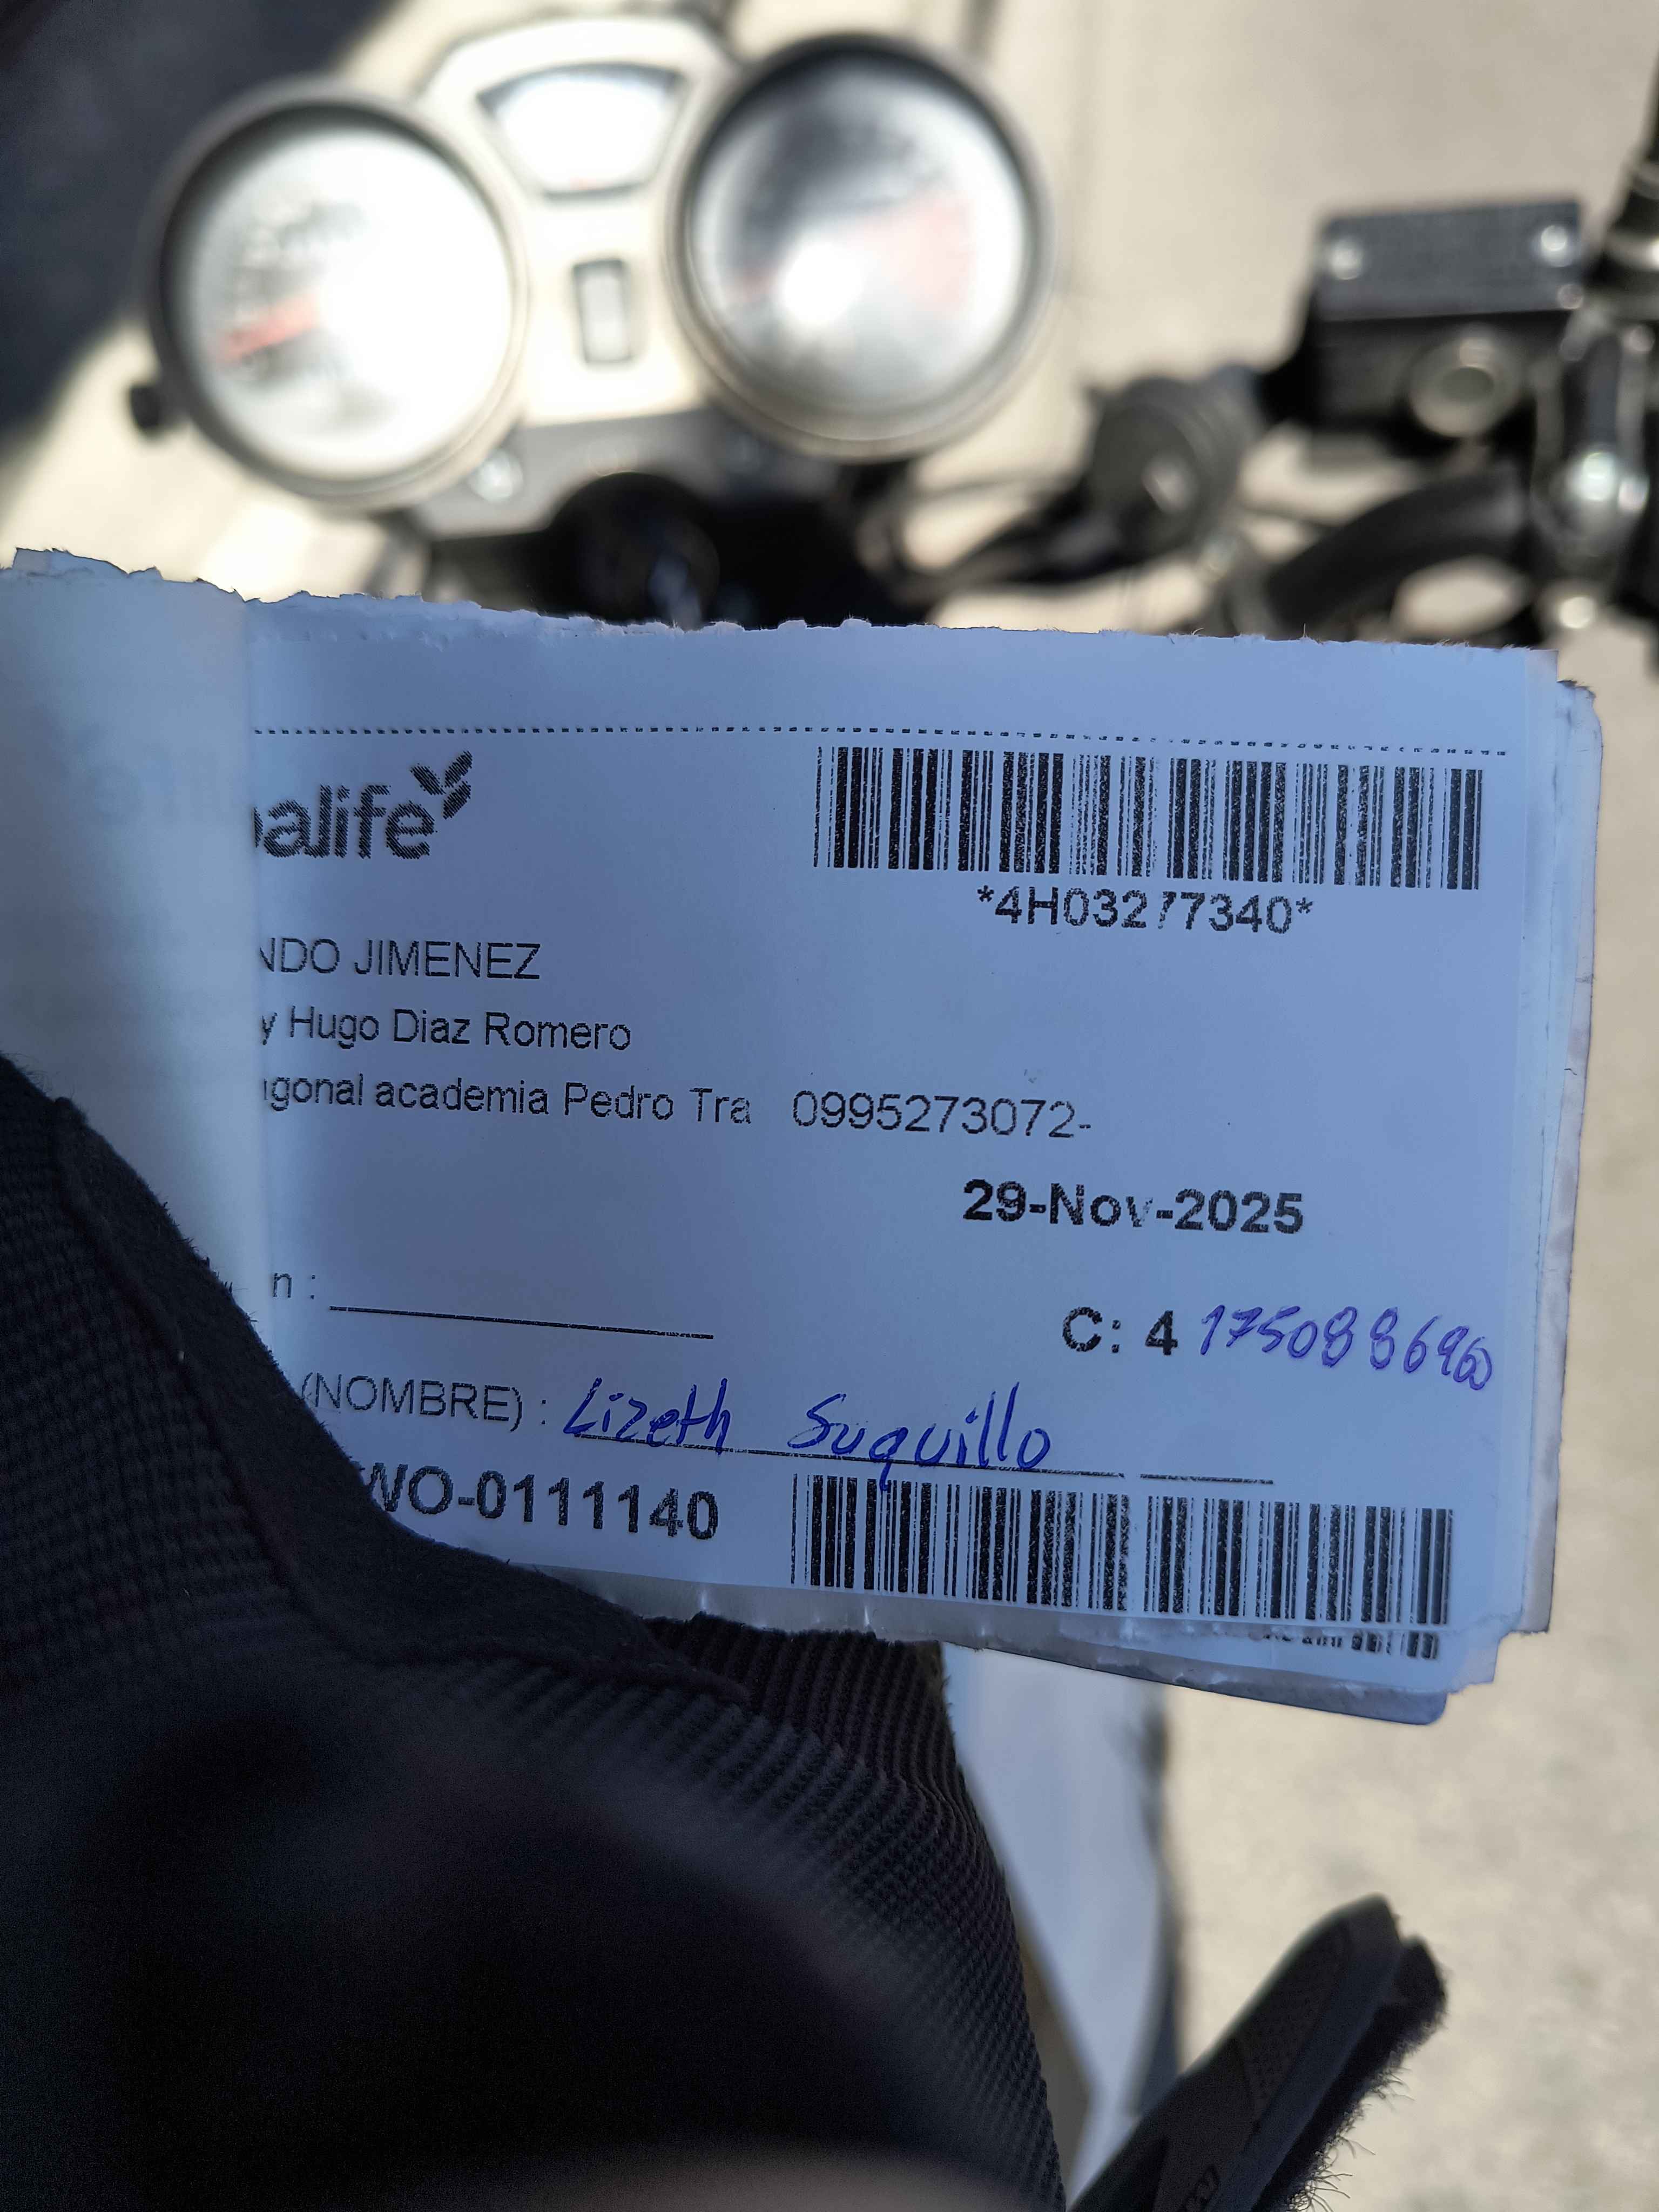 alife
*4H03277340*
NDO JIMENEZ
y Hugo Diaz Romero
gonal academia Pedro Tra 0995273072-
29-Nov-2025
n :
C: 4
(NOMBRE) : Lizeth Suquillo
WO-0111140